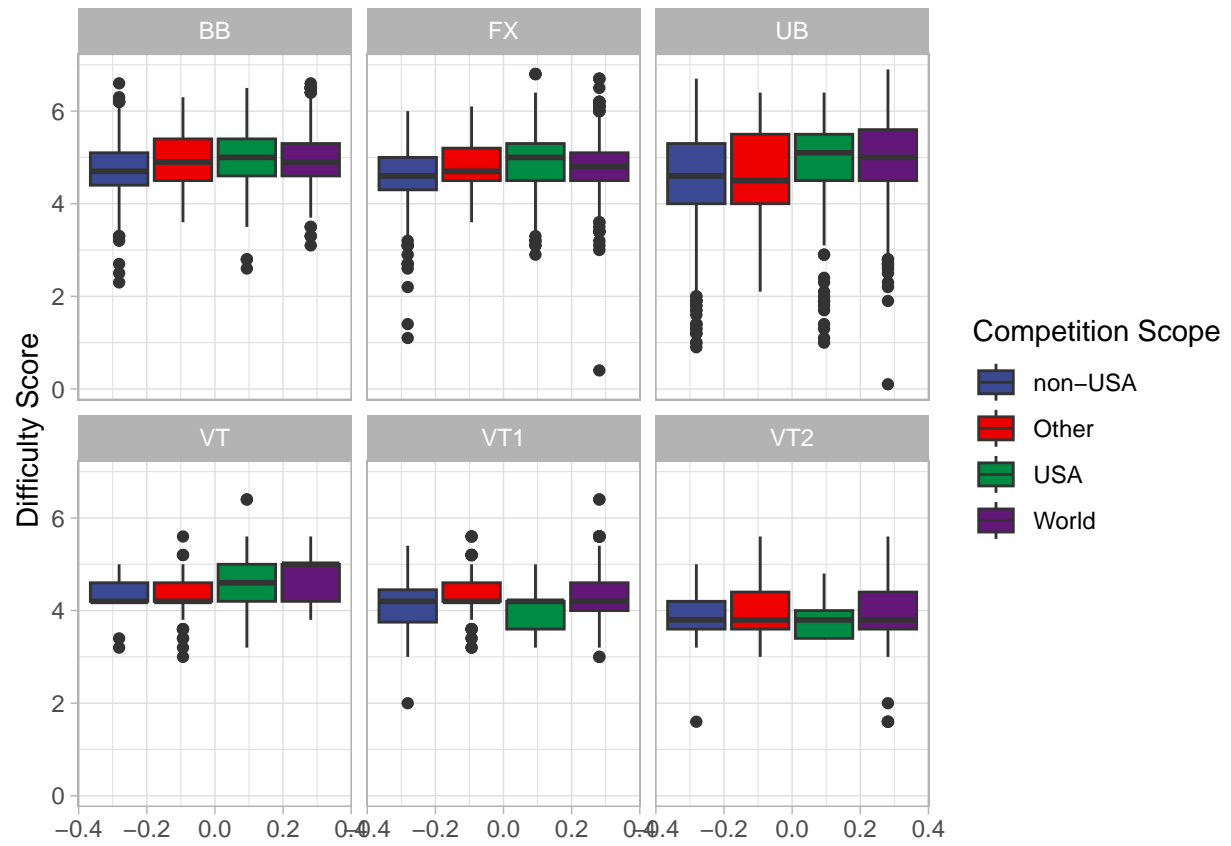 BB FX UB
6
4
2
0
Difficulty Score
VT VT1 VT2
6
4
2
0
−0.4 −0.2 0.0 0.2 0.4 −0.4 −0.2 0.0 0.2 0.4 −0.4 −0.2 0.0 0.2 0.4
Competition Scope
non−USA
Other
USA
World